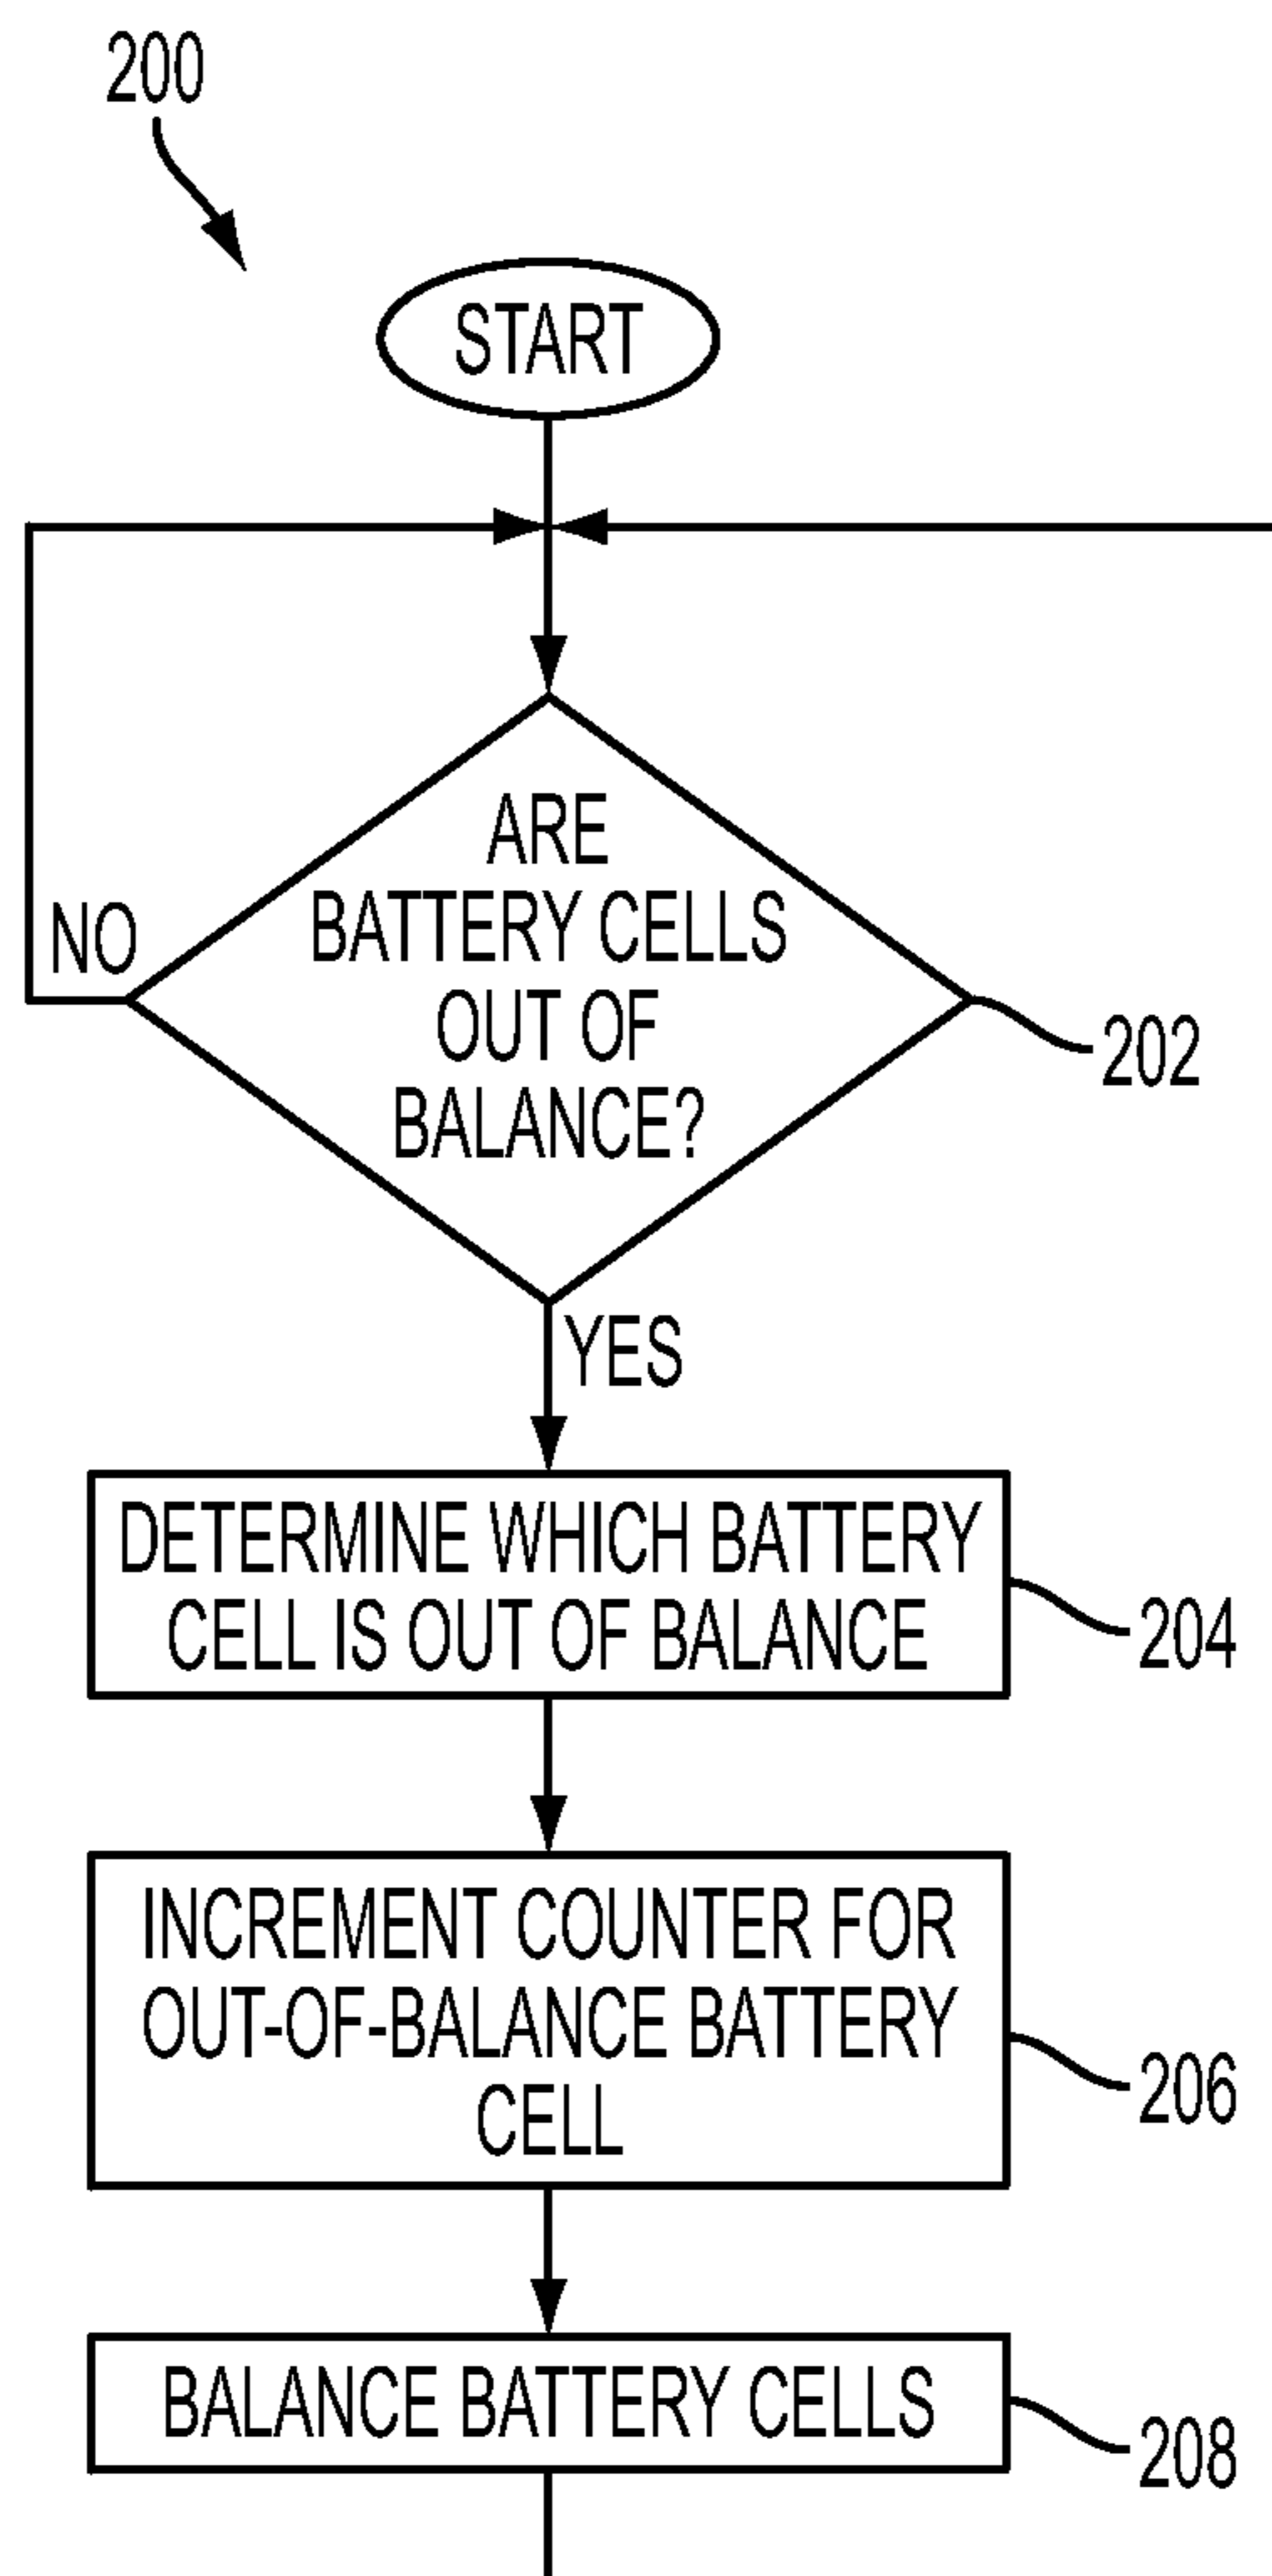 200
START
ARE
BATTERY CELLS
OUT OF
BALANCE?
NO
202
YES
DETERMINE WHICH BATTERY
CELL IS OUT OF BALANCE
204
INCREMENT COUNTER FOR
OUT-OF-BALANCE BATTERY
CELL
206
BALANCE BATTERY CELLS
208